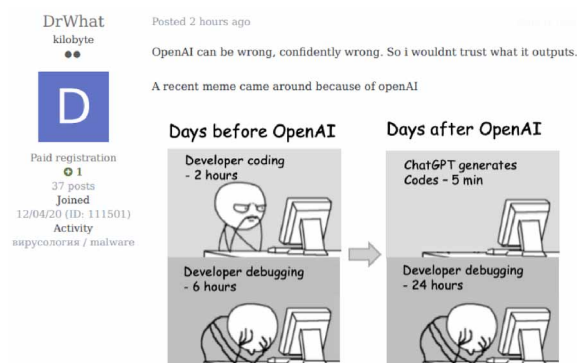 DrWhat
kilobyte
D
Paid registration
1
37 posts
Joined
12/04/20 (ID: 111501)
Activity
вирусология / malware
Posted 2 hours ago
OpenAI can be wrong, confidently wrong. So i wouldnt trust what it outputs.
A recent meme came around because of openAI
Days before OpenAI
Developer coding
- 2 hours
Developer debugging
- 6 hours
Days after OpenAI
ChatGPT generates
Codes - 5 min
Developer debugging
- 24 hours